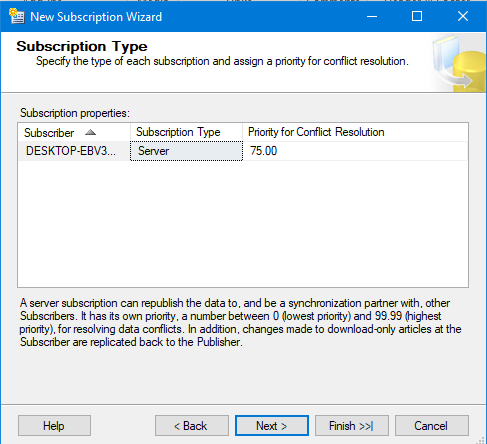 New Subscription Wizard
Subscription Type
Specify the type of each subscription and assign a priority for conflict resolution.
Subscription properties:
Subscriber Subscription Type Priority for Conflict Resolution
DESKTOP-EBV3... Server 75.00
A server subscription can republish the data to, and be a synchronization partner with, other
Subscribers. It has its own priority, a number between 0 (lowest priority) and 99.99 (highest
priority), for resolving data conflicts. In addition, changes made to download-only articles at the
Subscriber are replicated back to the Publisher.
Help < Back Next > Finish >>| Cancel